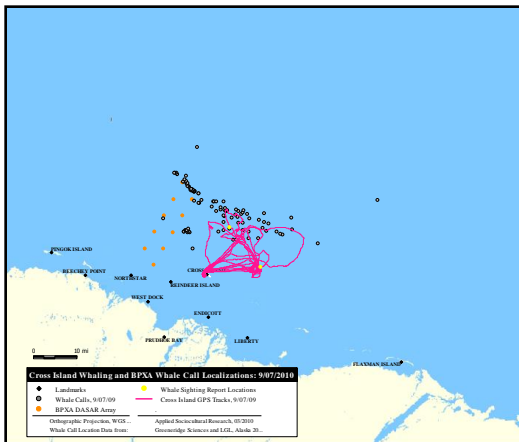 PINGOK ISLAND
BEECHEY POINT
NORTHSTAR
CROSS
REINDEER ISLAND
WEST DOCK
ENDICOTT
PRUDHOE BAY
LIBERTY
FLAXMAN ISLAND
0 10 mi
Cross Island Whaling and BPXA Whale Call Localizations: 9/07/2010
Landmarks
Whale Sighting Report Locations
Whale Calls, 9/07/09
Cross Island GPS Tracks, 9/07/09
BPXA DASAR Array
Orthographic Projection, WGS ...
Applied Sociocultural Research, 03/2010
Whale Call Location Data from:
Greeneridge Sciences and LGL, Alaska 20...